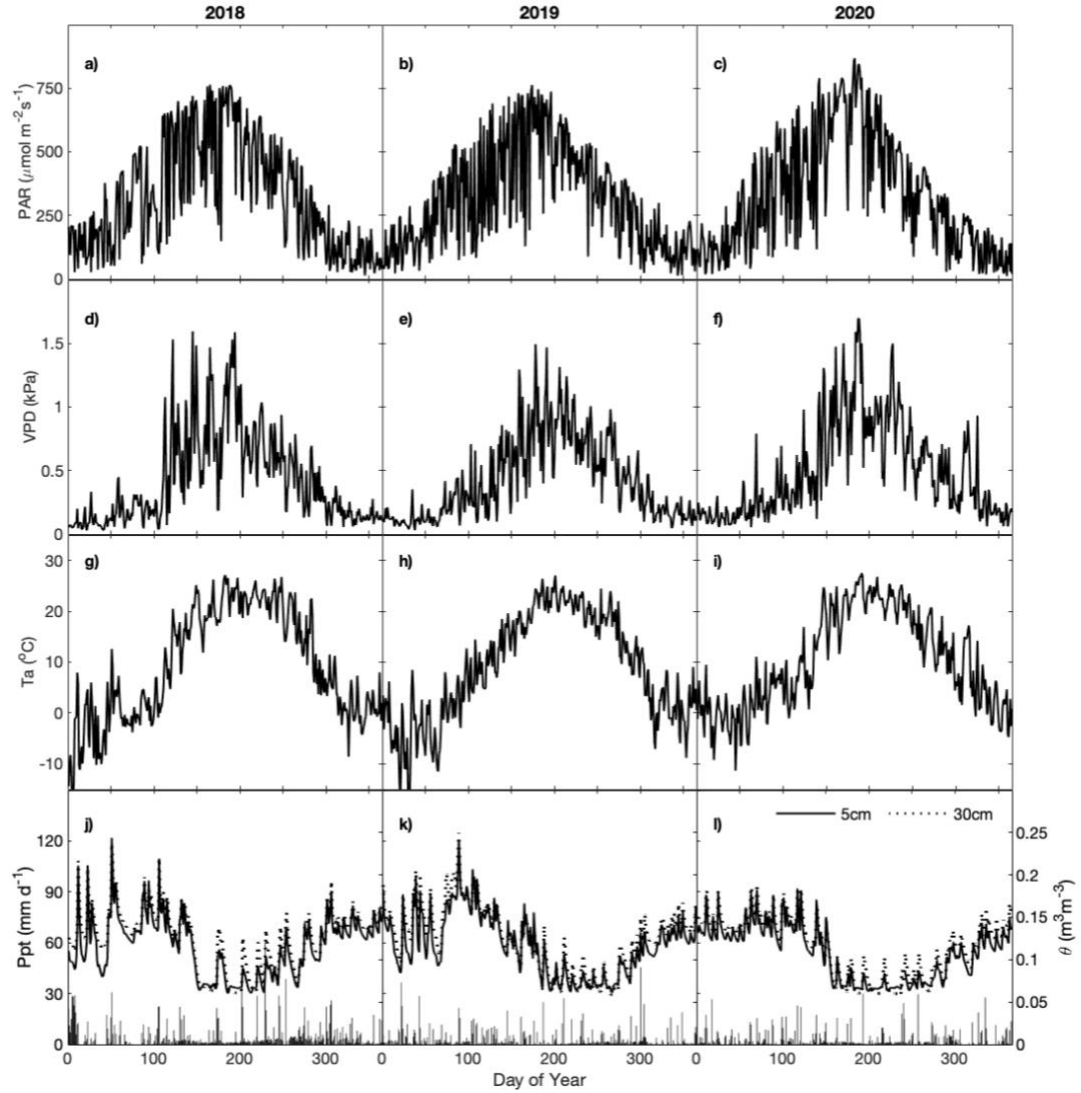 2018 2019 2020
a) b) c)
PAR (μmol m⁻²s⁻¹)
750
500
250
0
d) e) f)
VPD (kPa)
1.5
1
0.5
0
g) h) i)
Ta (°C)
30
20
10
0
-10
j) k) l) 5cm 30cm
Ppt (mm d⁻¹)
120
90
60
30
0
0.25
0.2
0.15
0.1
0.05
0
θ (m³m⁻³)
0 100 200 300 0 100 200 300 0 100 200 300
Day of Year